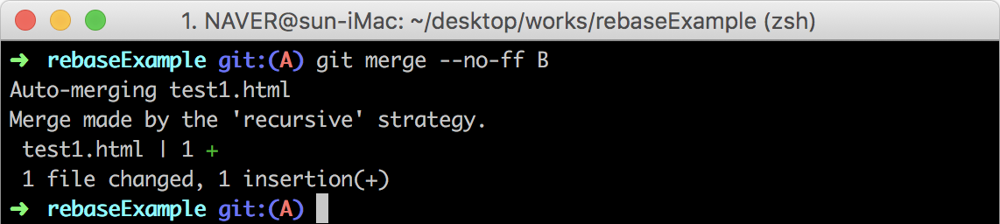 1. NAVER@sun-iMac: ~/desktop/works/rebaseExample (zsh)
➜  rebaseExample git:(A) git merge --no-ff B
Auto-merging test1.html
Merge made by the 'recursive' strategy.
 test1.html | 1 +
 1 file changed, 1 insertion(+)
➜  rebaseExample git:(A)